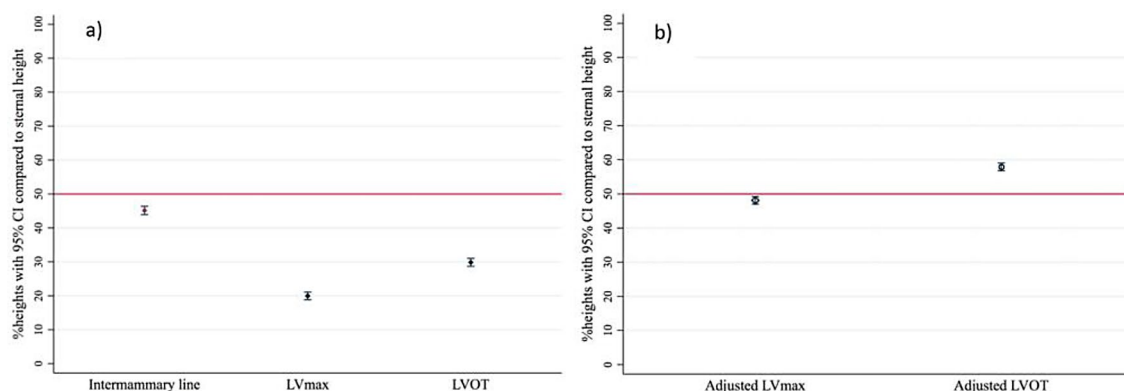 a)
%heights with 95% CI compared to sternal height
100
90
80
70
60
50
40
30
20
10
0
Intermammary line
LVmax
LVOT
b)
%heights with 95% CI compared to sternal height
100
90
80
70
60
50
40
30
20
10
0
Adjusted LVmax
Adjusted LVOT